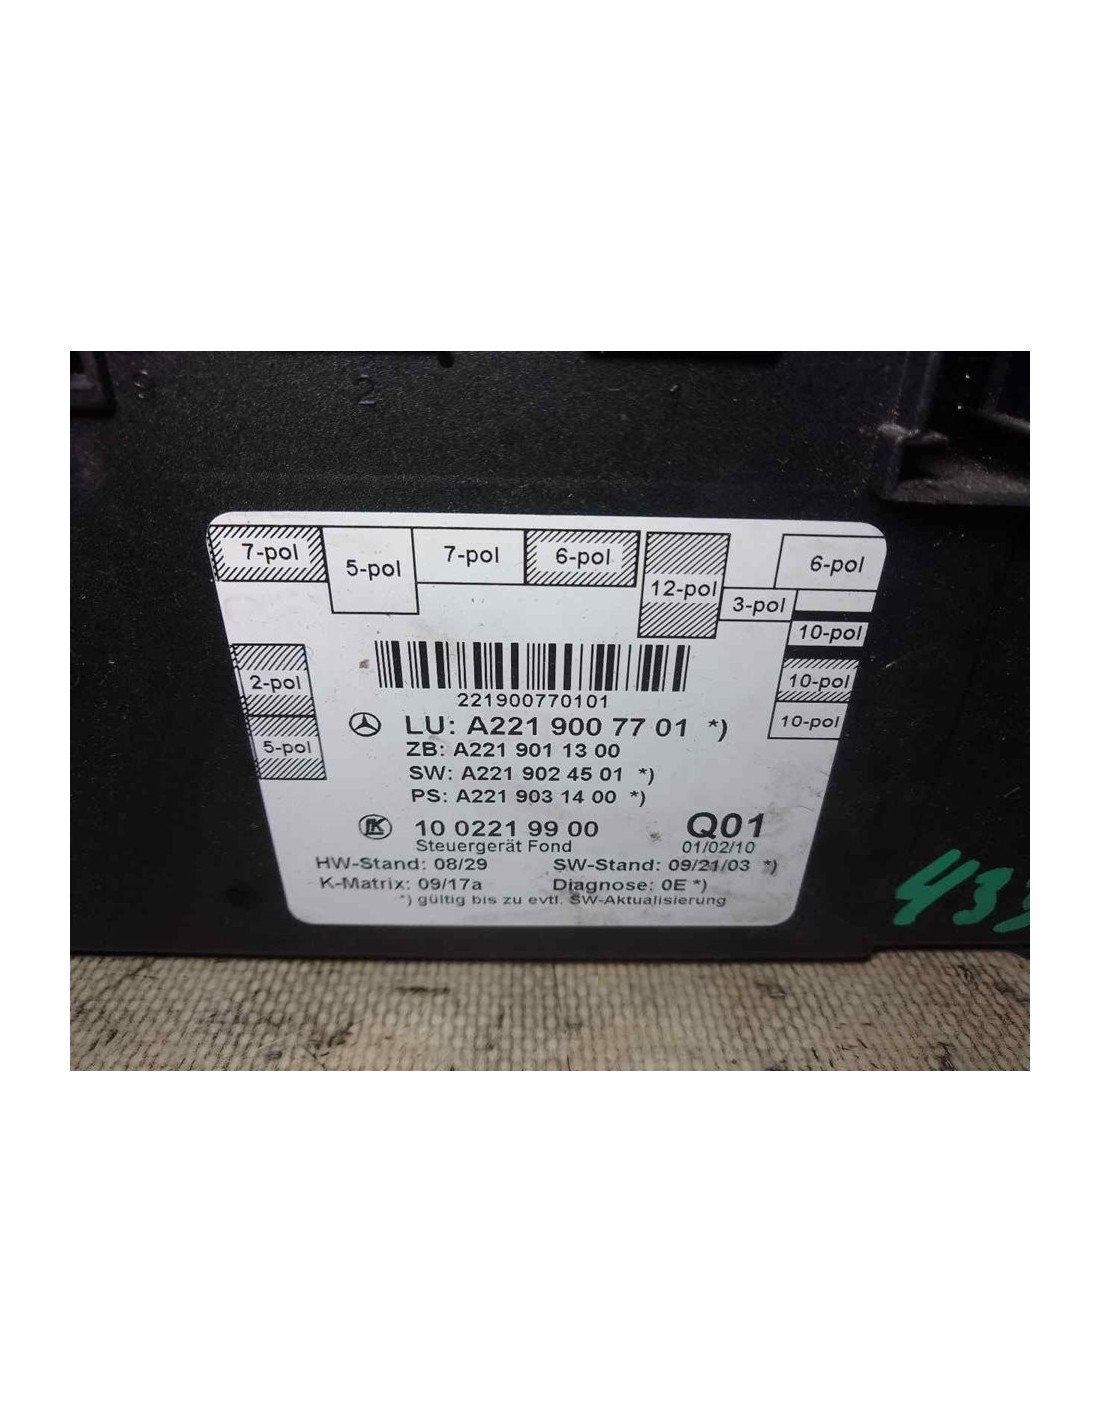 2
7-pol
5-pol
7-pol
6-pol
12-pol
3-pol
6-pol
10-pol
2-pol
10-pol
5-pol
10-pol
221900770101
LU: A221 900 77 01 *)
ZB: A221 901 13 00
SW: A221 902 45 01 *)
PS: A221 903 14 00 *)
10 0221 99 00
Q01
Steuergerät Fond
01/02/10
HW-Stand: 08/29
SW-Stand: 09/21/03 *)
K-Matrix: 09/17a
Diagnose: 0E *)
*) gültig bis zu evtl. SW-Aktualisierung